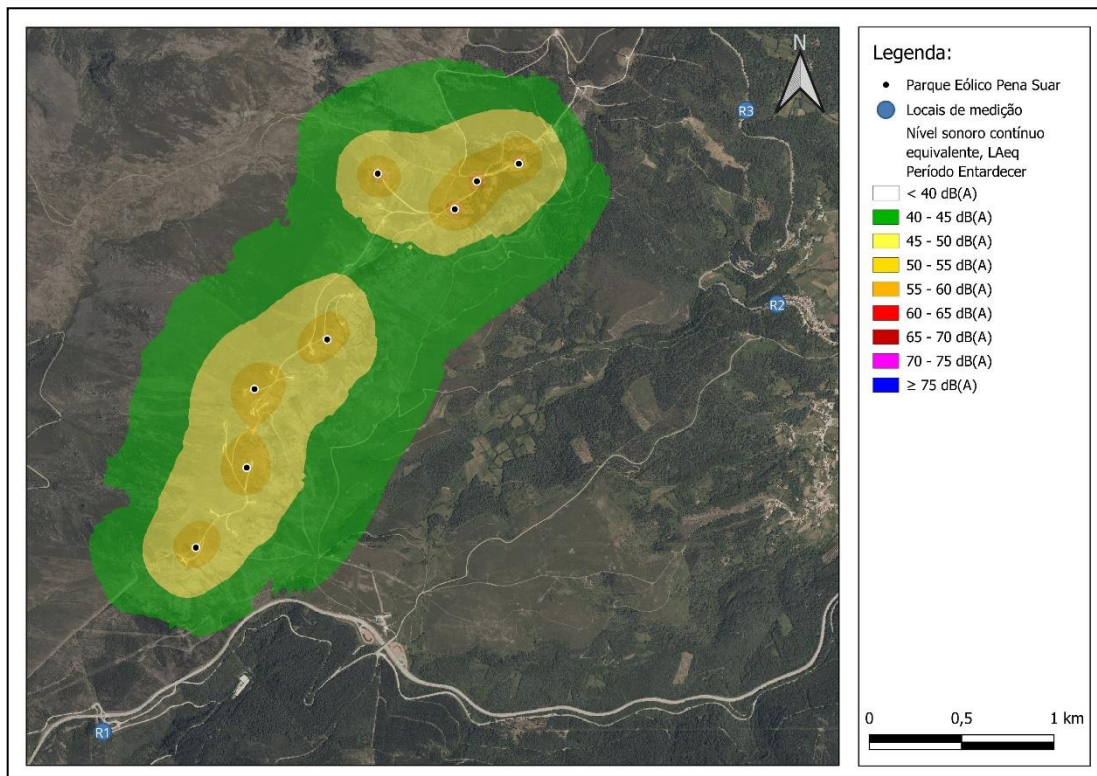 N
R3
R2
R1
Legenda:
Parque Eólico Pena Suar
Locais de medição
Nível sonoro contínuo
equivalente, LAeq
Período Entardecer
< 40 dB(A)
40 - 45 dB(A)
45 - 50 dB(A)
50 - 55 dB(A)
55 - 60 dB(A)
60 - 65 dB(A)
65 - 70 dB(A)
70 - 75 dB(A)
≥ 75 dB(A)
0 0,5 1 km